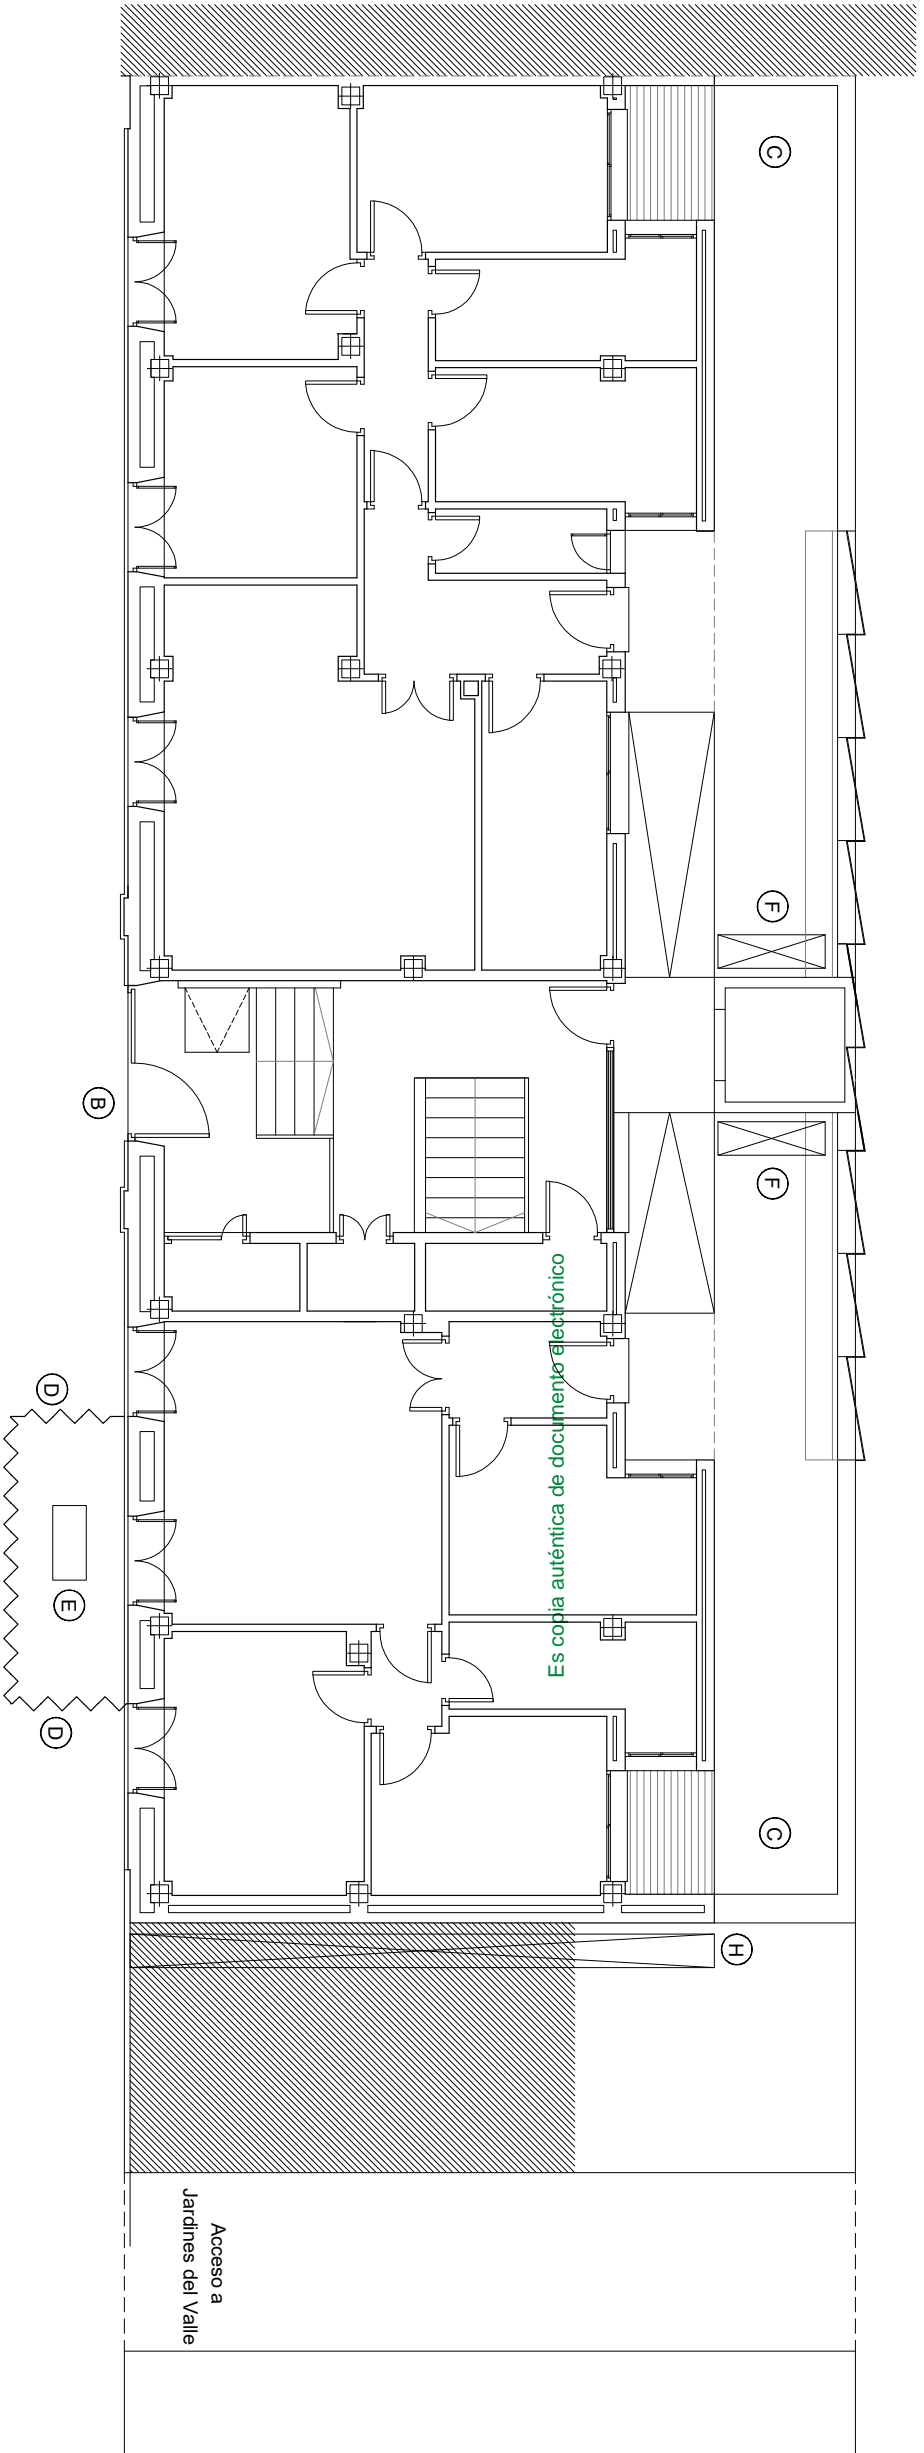 C
F
B
F
Es copia auténtica de documento electrónico
D
E
D
C
H
Acceso a
Jardines del Valle